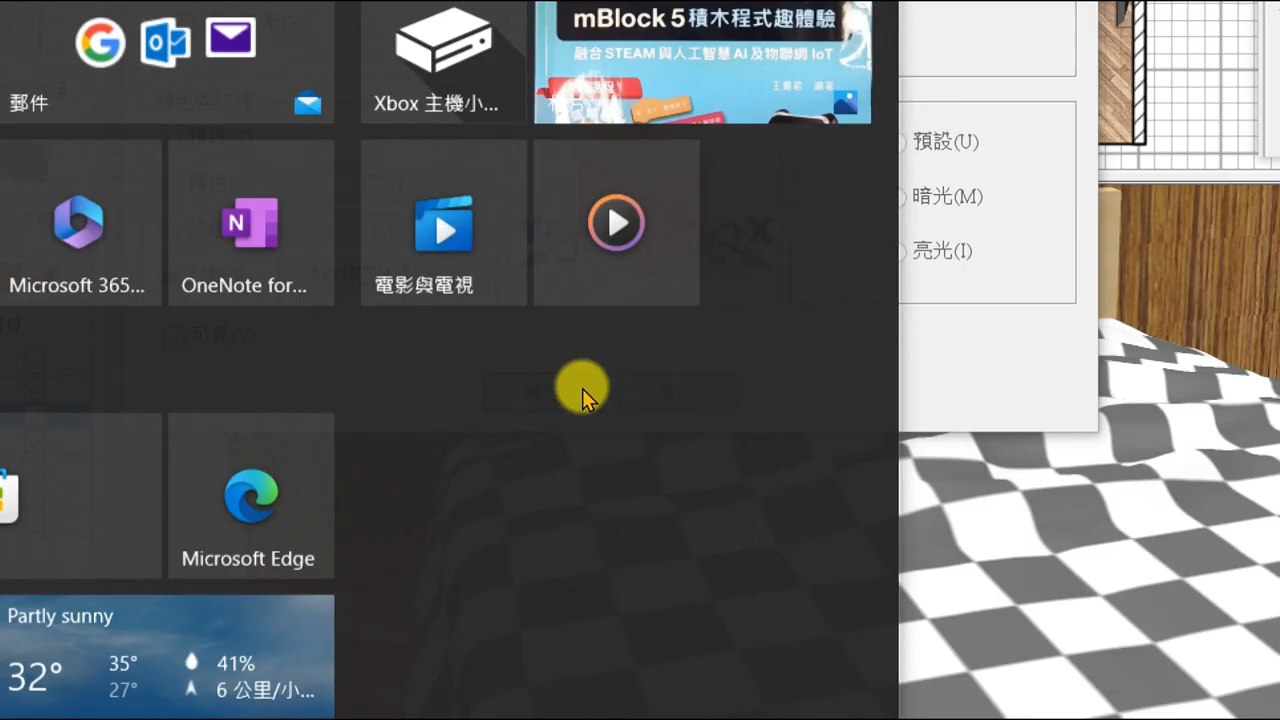 mBlock 5積木程式趣體驗
融合 STEAM 與人工智慧 AI 及物聯網 IoT
郵件
Xbox 主機小...
預設(U)
暗光(M)
亮光(I)
Microsoft 365...
OneNote for...
N
電影與電視
可見(V)
Microsoft Edge
Partly sunny
32°
35°
41%
27°
6 公里/小...